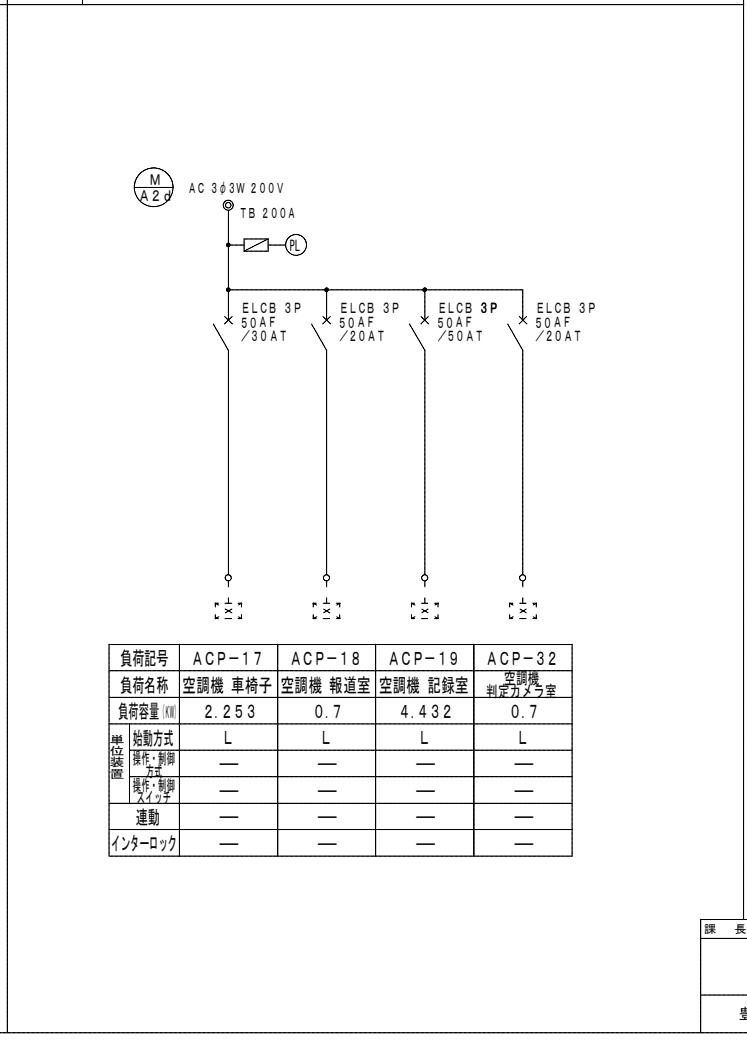 M
A2d
AC 3φ3W 200V
TB 200A
PL
ELCB 3P
50AF
/30AT
ELCB 3P
50AF
/20AT
ELCB 3P
50AF
/50AT
ELCB 3P
50AF
/20AT
負荷記号 ACP-17 ACP-18 ACP-19 ACP-32
負荷名称 空調機 車椅子 空調機 報道室 空調機 記録室 空調機
判定カメラ室
負荷容量(KW) 2.253 0.7 4.432 0.7
単位装置
始動方式 L L L L
操作・制御
方式 — — — —
操作・制御
スイッチ — — — —
連動 — — — —
インターロック — — — —
課 長